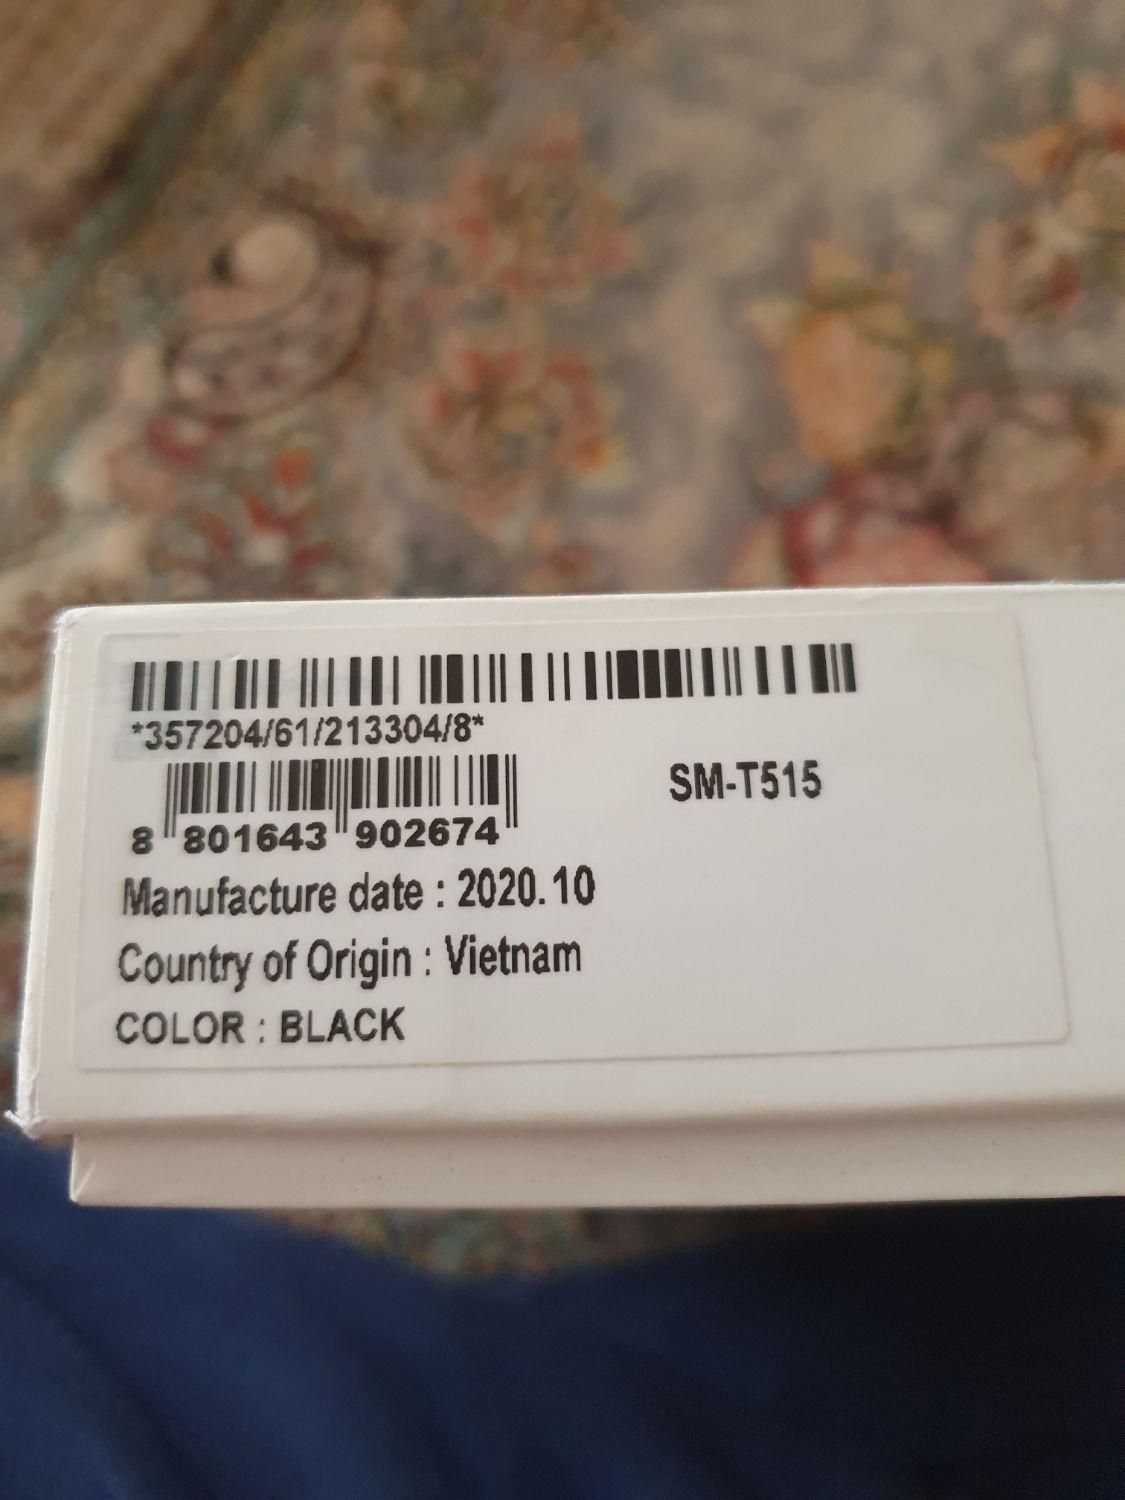 *357204/61/213304/8*
8 801643 902674
SM-T515
Manufacture date : 2020.10
Country of Origin : Vietnam
COLOR : BLACK